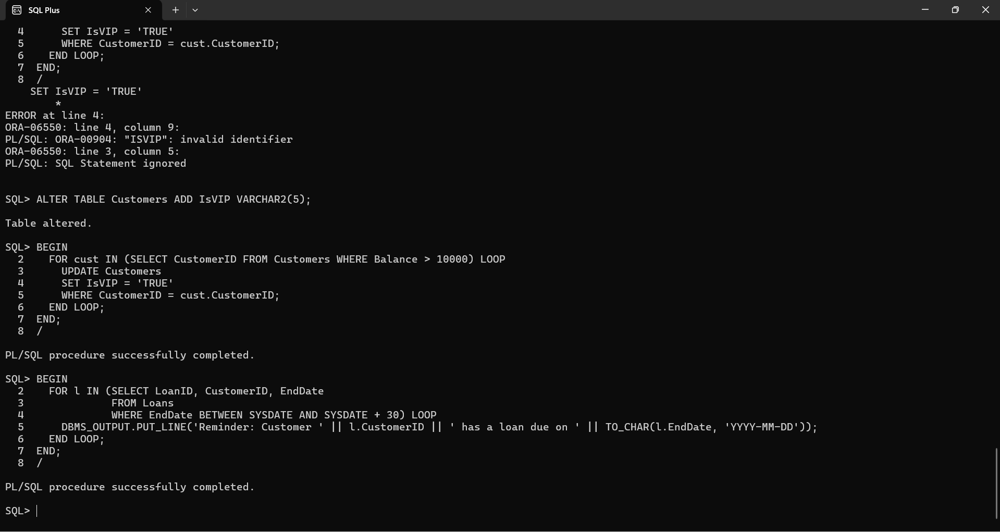 SQL Plus
  4      SET IsVIP = 'TRUE'
  5      WHERE CustomerID = cust.CustomerID;
  6    END LOOP;
  7  END;
  8  /
    SET IsVIP = 'TRUE'
        *
ERROR at line 4:
ORA-06550: line 4, column 9:
PL/SQL: ORA-00904: "ISVIP": invalid identifier
ORA-06550: line 3, column 5:
PL/SQL: SQL Statement ignored
SQL> ALTER TABLE Customers ADD IsVIP VARCHAR2(5);
Table altered.
SQL> BEGIN
  2    FOR cust IN (SELECT CustomerID FROM Customers WHERE Balance > 10000) LOOP
  3      UPDATE Customers
  4      SET IsVIP = 'TRUE'
  5      WHERE CustomerID = cust.CustomerID;
  6    END LOOP;
  7  END;
  8  /
PL/SQL procedure successfully completed.
SQL> BEGIN
  2    FOR l IN (SELECT LoanID, CustomerID, EndDate
  3              FROM Loans
  4              WHERE EndDate BETWEEN SYSDATE AND SYSDATE + 30) LOOP
  5      DBMS_OUTPUT.PUT_LINE('Reminder: Customer ' || l.CustomerID || ' has a loan due on ' || TO_CHAR(l.EndDate, 'YYYY-MM-DD'));
  6    END LOOP;
  7  END;
  8  /
PL/SQL procedure successfully completed.
SQL>